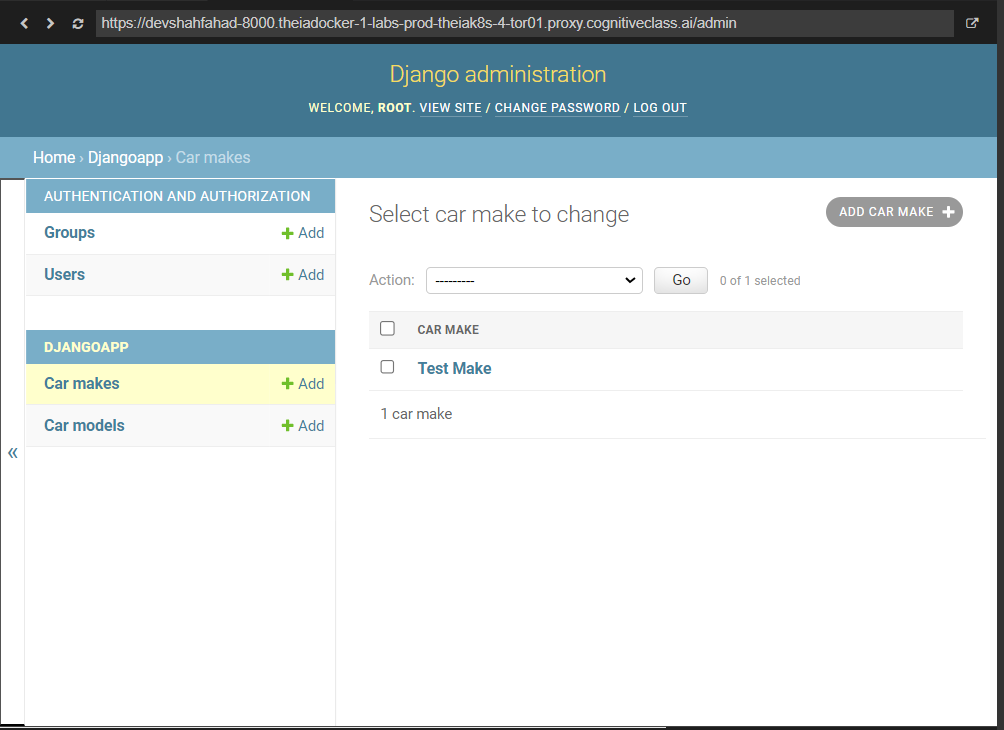 https://devshahfahad-8000.theiadocker-1-labs-prod-theiak8s-4-tor01.proxy.cognitiveclass.ai/admin
Django administration
WELCOME, ROOT. VIEW SITE / CHANGE PASSWORD / LOG OUT
Home › Djangoapp › Car makes
AUTHENTICATION AND AUTHORIZATION
Groups + Add
Users + Add
DJANGOAPP
Car makes + Add
Car models + Add
«
Select car make to change
ADD CAR MAKE +
Action: --------- Go 0 of 1 selected
CAR MAKE
Test Make
1 car make